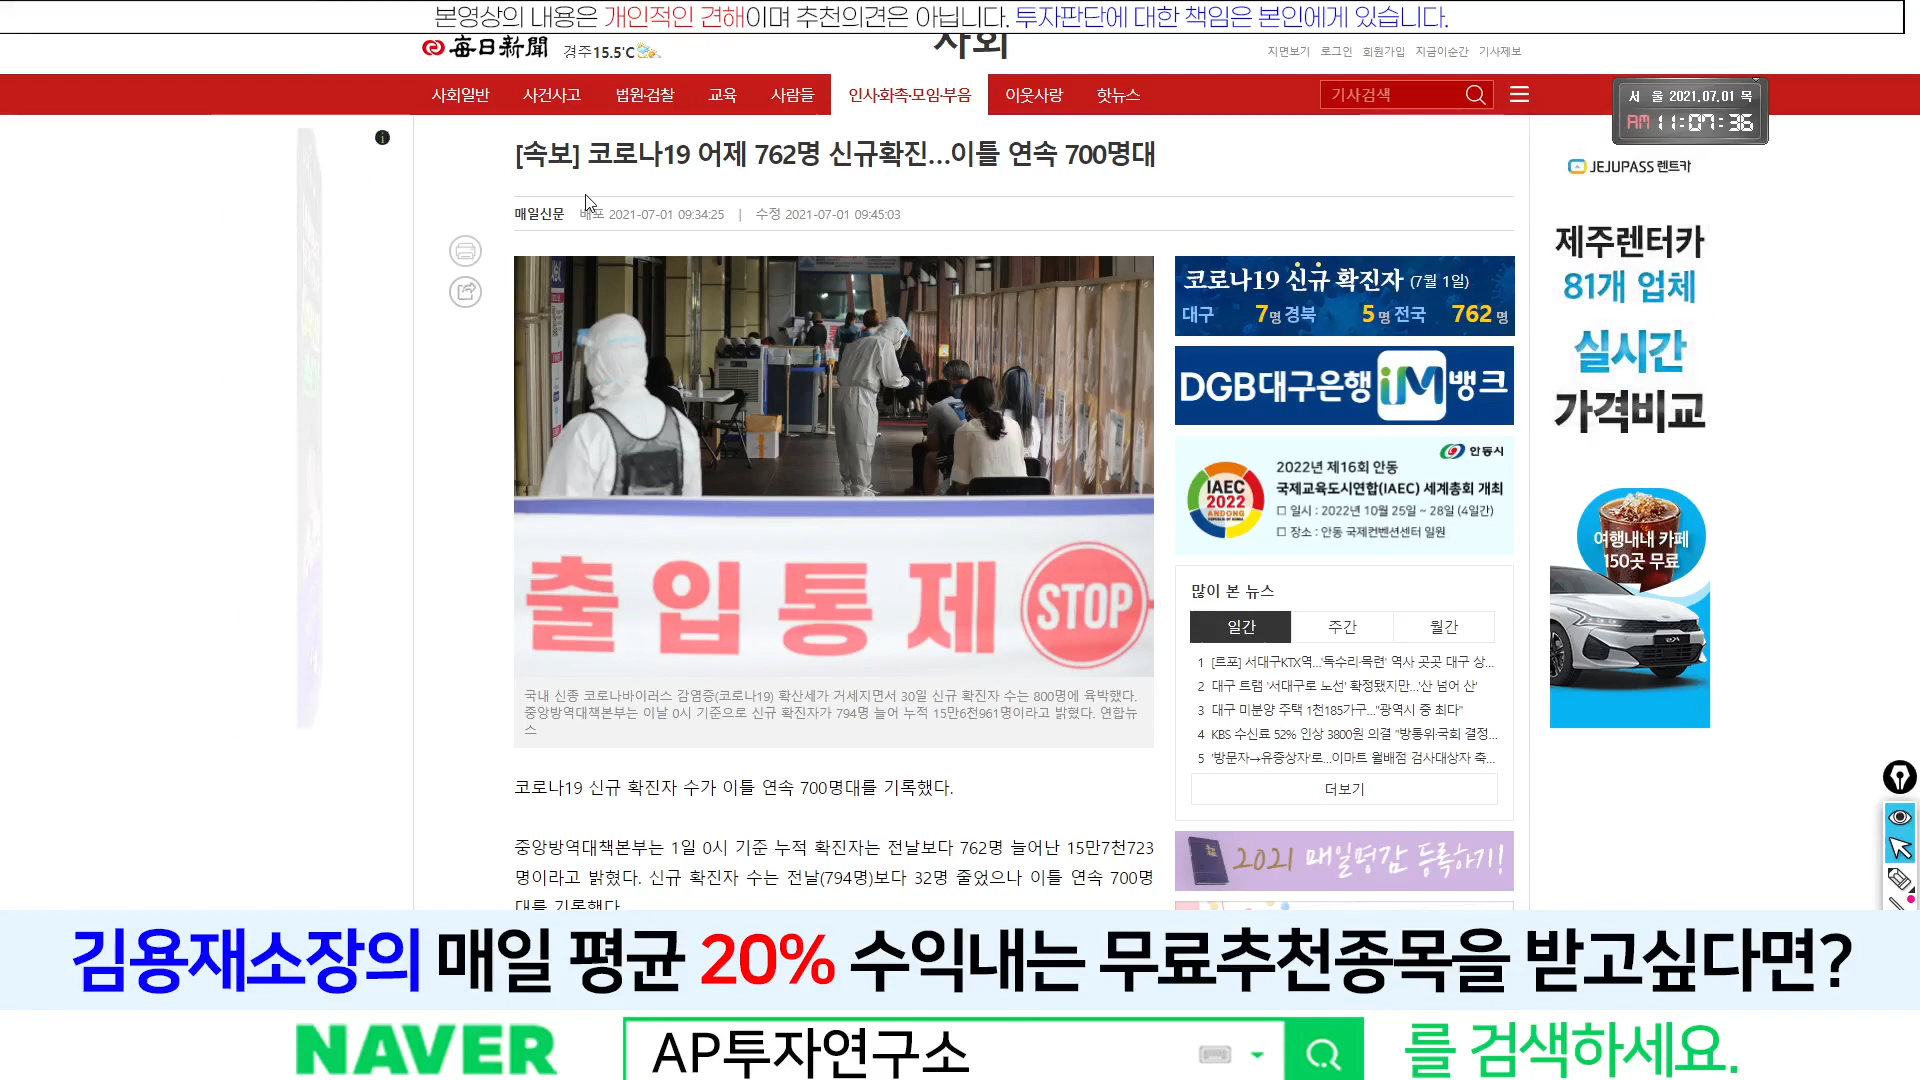 본영상의 내용은 개인적인 견해이며 추천의견은 아닙니다. 투자판단에 대한 책임은 본인에게 있습니다.
每日新聞 경주 15.5℃
사회
지면보기 로그인 회원가입 지금이순간 기사제보
사회일반 사건사고 법원·검찰 교육 사람들 인사·화촉·모임·부음 이웃사랑 핫뉴스
기사검색
서 울 2021.07.01 목
AM 11:07:36
[속보] 코로나19 어제 762명 신규확진…이틀 연속 700명대
매일신문 배포 2021-07-01 09:34:25 | 수정 2021-07-01 09:45:03
출입통제 STOP
국내 신종 코로나바이러스 감염증(코로나19) 확산세가 거세지면서 30일 신규 확진자 수는 800명에 육박했다.
중앙방역대책본부는 이날 0시 기준으로 신규 확진자가 794명 늘어 누적 15만6천961명이라고 밝혔다. 연합뉴
스
코로나19 신규 확진자 수가 이틀 연속 700명대를 기록했다.
중앙방역대책본부는 1일 0시 기준 누적 확진자는 전날보다 762명 늘어난 15만7천723
명이라고 밝혔다. 신규 확진자 수는 전날(794명)보다 32명 줄었으나 이틀 연속 700명
대를 기록했다
코로나19 신규 확진자 (7월 1일)
대구 7명 경북 5명 전국 762명
DGB대구은행 iM뱅크
안동시
IAEC
2022
ANDONG
2022년 제16회 안동
국제교육도시연합(IAEC) 세계총회 개최
□ 일시 : 2022년 10월 25일 ~ 28일 (4일간)
□ 장소 : 안동 국제컨벤션센터 일원
많이 본 뉴스
일간 주간 월간
1 [르포] 서대구KTX역…'독수리·목련' 역사 곳곳 대구 상...
2 대구 트램 '서대구로 노선' 확정됐지만…'산 넘어 산'
3 대구 미분양 주택 1천185가구…"광역시 중 최다"
4 KBS 수신료 52% 인상 3800원 의결 "방통위·국회 결정...
5 '방문자→유증상자'로…이마트 월배점 검사대상자 축...
더보기
2021 매일명감 등록하기!
JEJUPASS 렌트카
제주렌터카
81개 업체
실시간
가격비교
여행내내 카페
150곳 무료
김용재소장의 매일 평균 20% 수익내는 무료추천종목을 받고싶다면?
NAVER AP투자연구소 를 검색하세요.